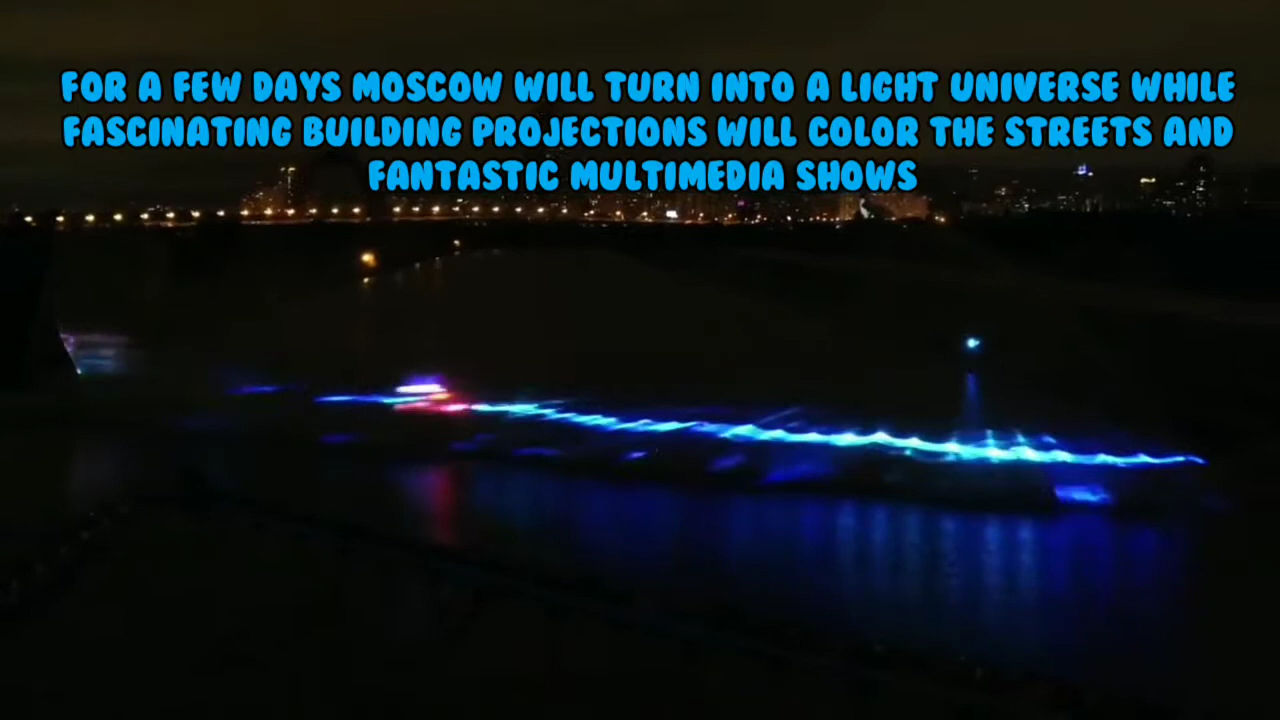 FOR A FEW DAYS MOSCOW WILL TURN INTO A LIGHT UNIVERSE WHILE
FASCINATING BUILDING PROJECTIONS WILL COLOR THE STREETS AND
FANTASTIC MULTIMEDIA SHOWS